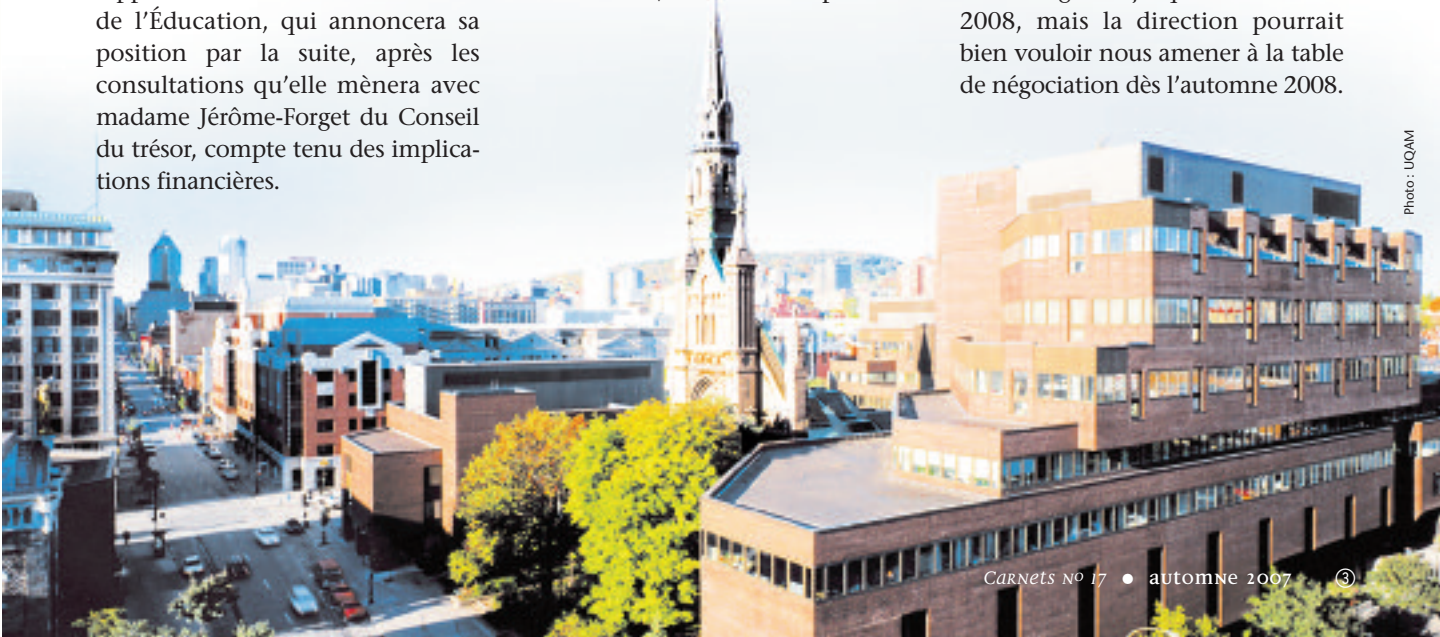 de l'Éducation, qui annoncera sa
position par la suite, après les
consultations qu'elle mènera avec
madame Jérôme-Forget du Conseil
du trésor, compte tenu des implica-
tions financières.
2008, mais la direction pourrait
bien vouloir nous amener à la table
de négociation dès l'automne 2008.
Photo : UQAM
Carnets No 17 • automne 2007 3